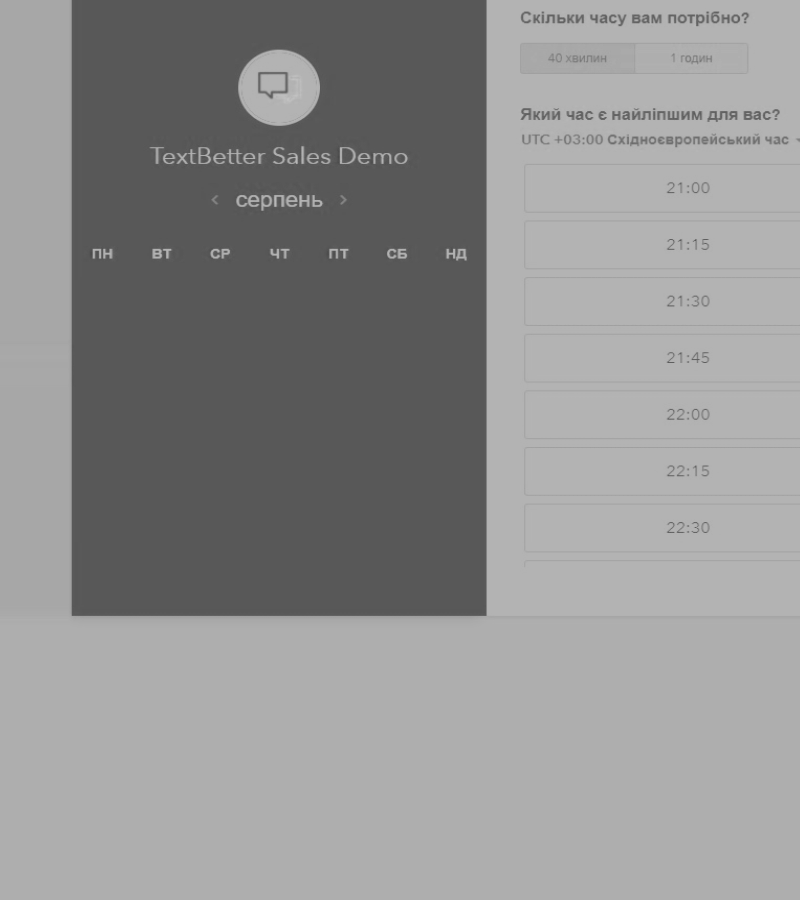 TextBetter Sales Demo
серпень
ПН ВТ СР ЧТ ПТ СБ НД
Скільки часу вам потрібно?
40 хвилин 1 годин
Який час є найліпшим для вас?
UTC +03:00 Східноєвропейський час
21:00
21:15
21:30
21:45
22:00
22:15
22:30